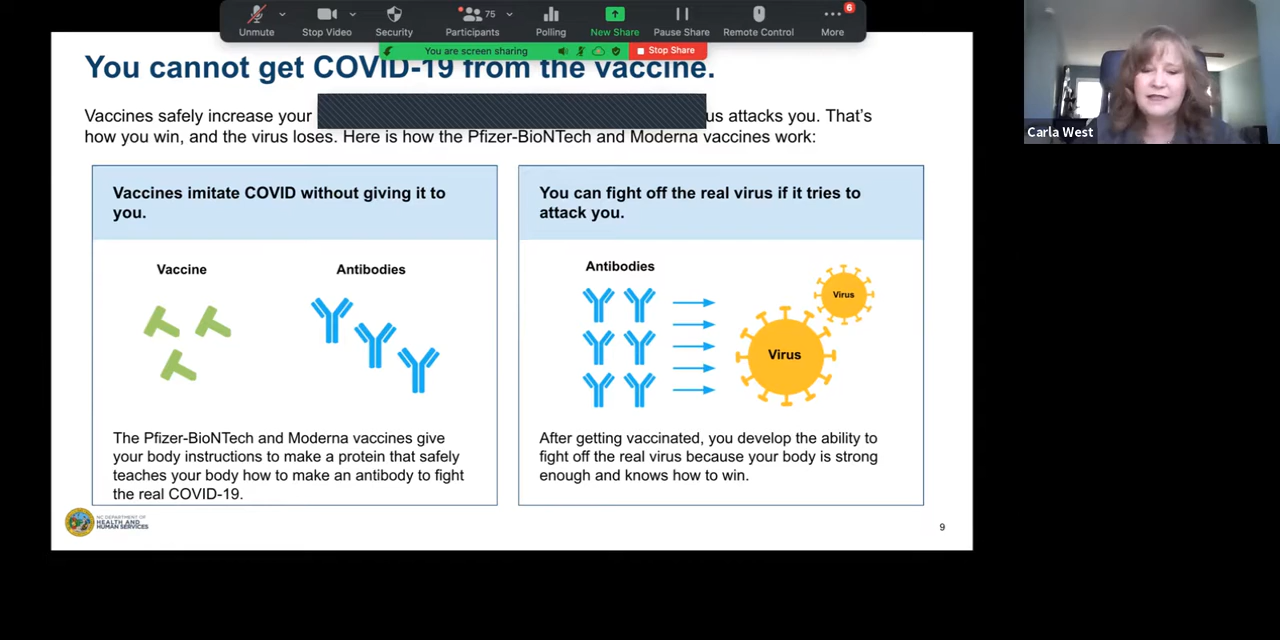 Unmute
Stop Video
Security
75
Participants
Polling
New Share
Pause Share
Remote Control
6
More
You are screen sharing
Stop Share
Carla West
You cannot get COVID-19 from the vaccine.
Vaccines safely increase your us attacks you. That's
how you win, and the virus loses. Here is how the Pfizer-BioNTech and Moderna vaccines work:
Vaccines imitate COVID without giving it to
you.
Vaccine
Antibodies
The Pfizer-BioNTech and Moderna vaccines give
your body instructions to make a protein that safely
teaches your body how to make an antibody to fight
the real COVID-19.
You can fight off the real virus if it tries to
attack you.
Antibodies
Virus
Virus
After getting vaccinated, you develop the ability to
fight off the real virus because your body is strong
enough and knows how to win.
NC DEPARTMENT OF
HEALTH AND
HUMAN SERVICES
9